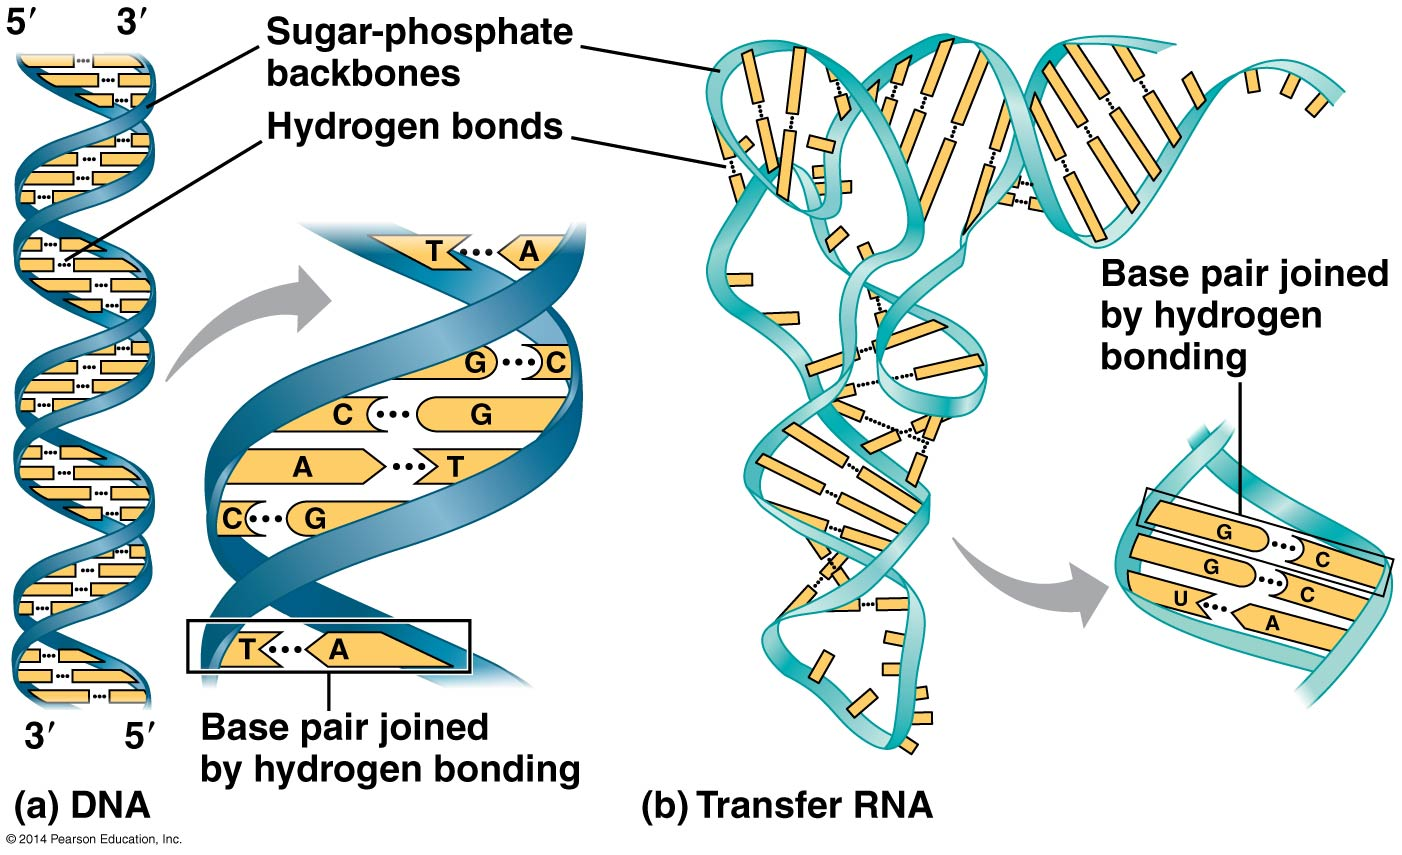 5′ 3′
Sugar-phosphate
backbones
Hydrogen bonds
T A
G C
C G
A T
C G
T A
Base pair joined
by hydrogen
bonding
G C
G C
U A
3′ 5′
Base pair joined
by hydrogen bonding
(a) DNA
(b) Transfer RNA
© 2014 Pearson Education, Inc.